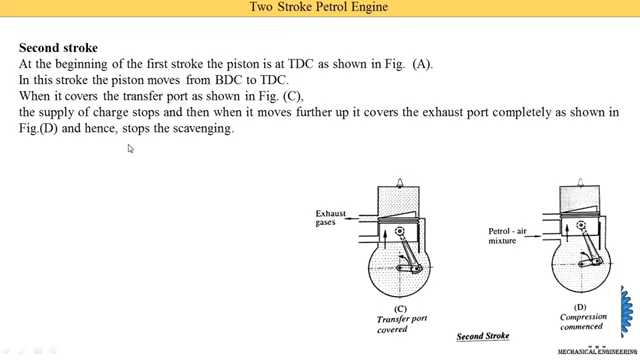 Two Stroke Petrol Engine
Second stroke
At the beginning of the first stroke the piston is at TDC as shown in Fig. (A).
In this stroke the piston moves from BDC to TDC.
When it covers the transfer port as shown in Fig. (C),
the supply of charge stops and then when it moves further up it covers the exhaust port completely as shown in
Fig.(D) and hence, stops the scavenging.
Exhaust
gases
(C)
Transfer port
covered
Petrol - air
mixture
(D)
Compression
commenced
Second Stroke
MECHANICAL ENGINEERING